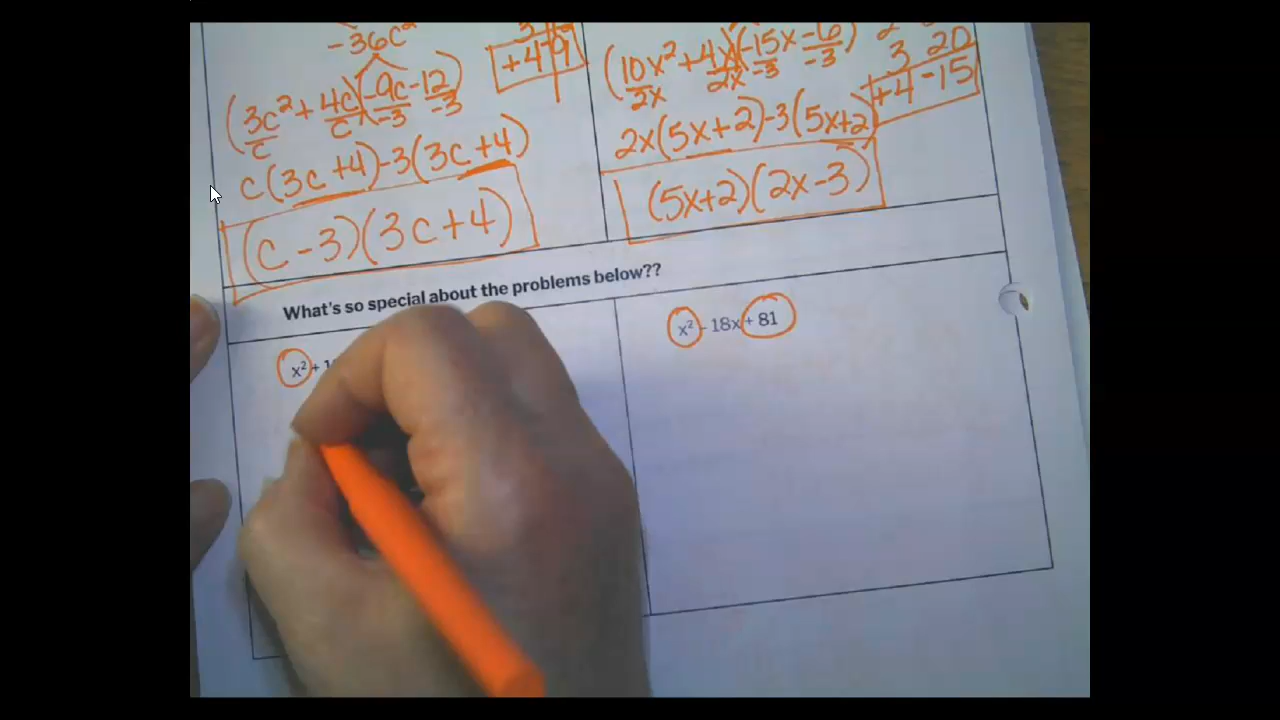 -36c²
+4 -9
(3c² + 4c)(-9c - 12)
c c -3 -3
c(3c + 4) - 3(3c + 4)
(c - 3)(3c + 4)
3 20
+4 -15
(10x² + 4x)(-15x - 6)
2x 2x -3 -3
2x(5x + 2) - 3(5x + 2)
(5x + 2)(2x - 3)
What's so special about the problems below??
x² +
x² - 18x + 81